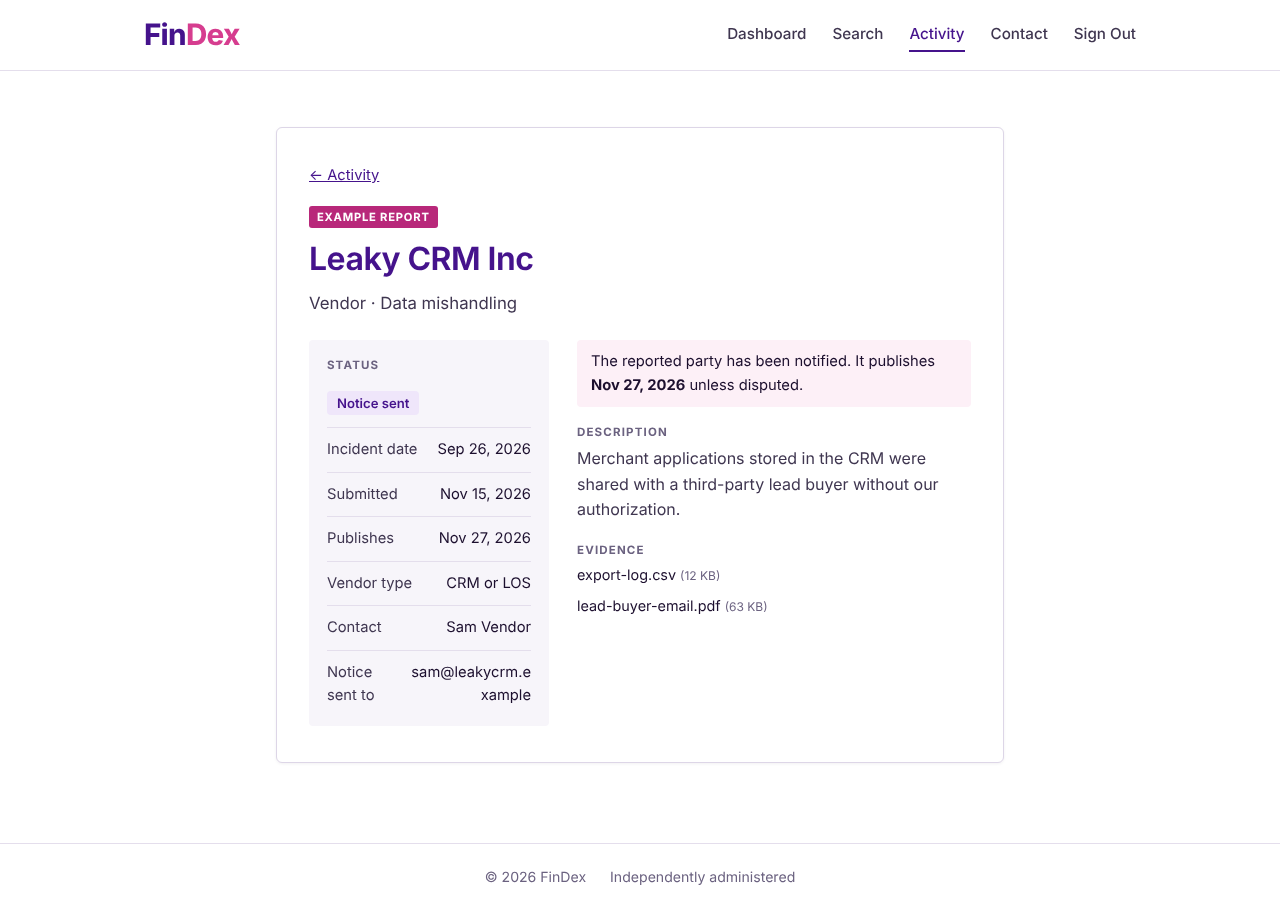 FinDex
Dashboard Search Activity Contact Sign Out
← Activity
EXAMPLE REPORT
Leaky CRM Inc
Vendor · Data mishandling
STATUS
Notice sent
Incident date Sep 26, 2026
Submitted Nov 15, 2026
Publishes Nov 27, 2026
Vendor type CRM or LOS
Contact Sam Vendor
Notice sam@leakycrm.e
sent to xample
The reported party has been notified. It publishes
Nov 27, 2026 unless disputed.
DESCRIPTION
Merchant applications stored in the CRM were
shared with a third-party lead buyer without our
authorization.
EVIDENCE
export-log.csv (12 KB)
lead-buyer-email.pdf (63 KB)
© 2026 FinDex Independently administered